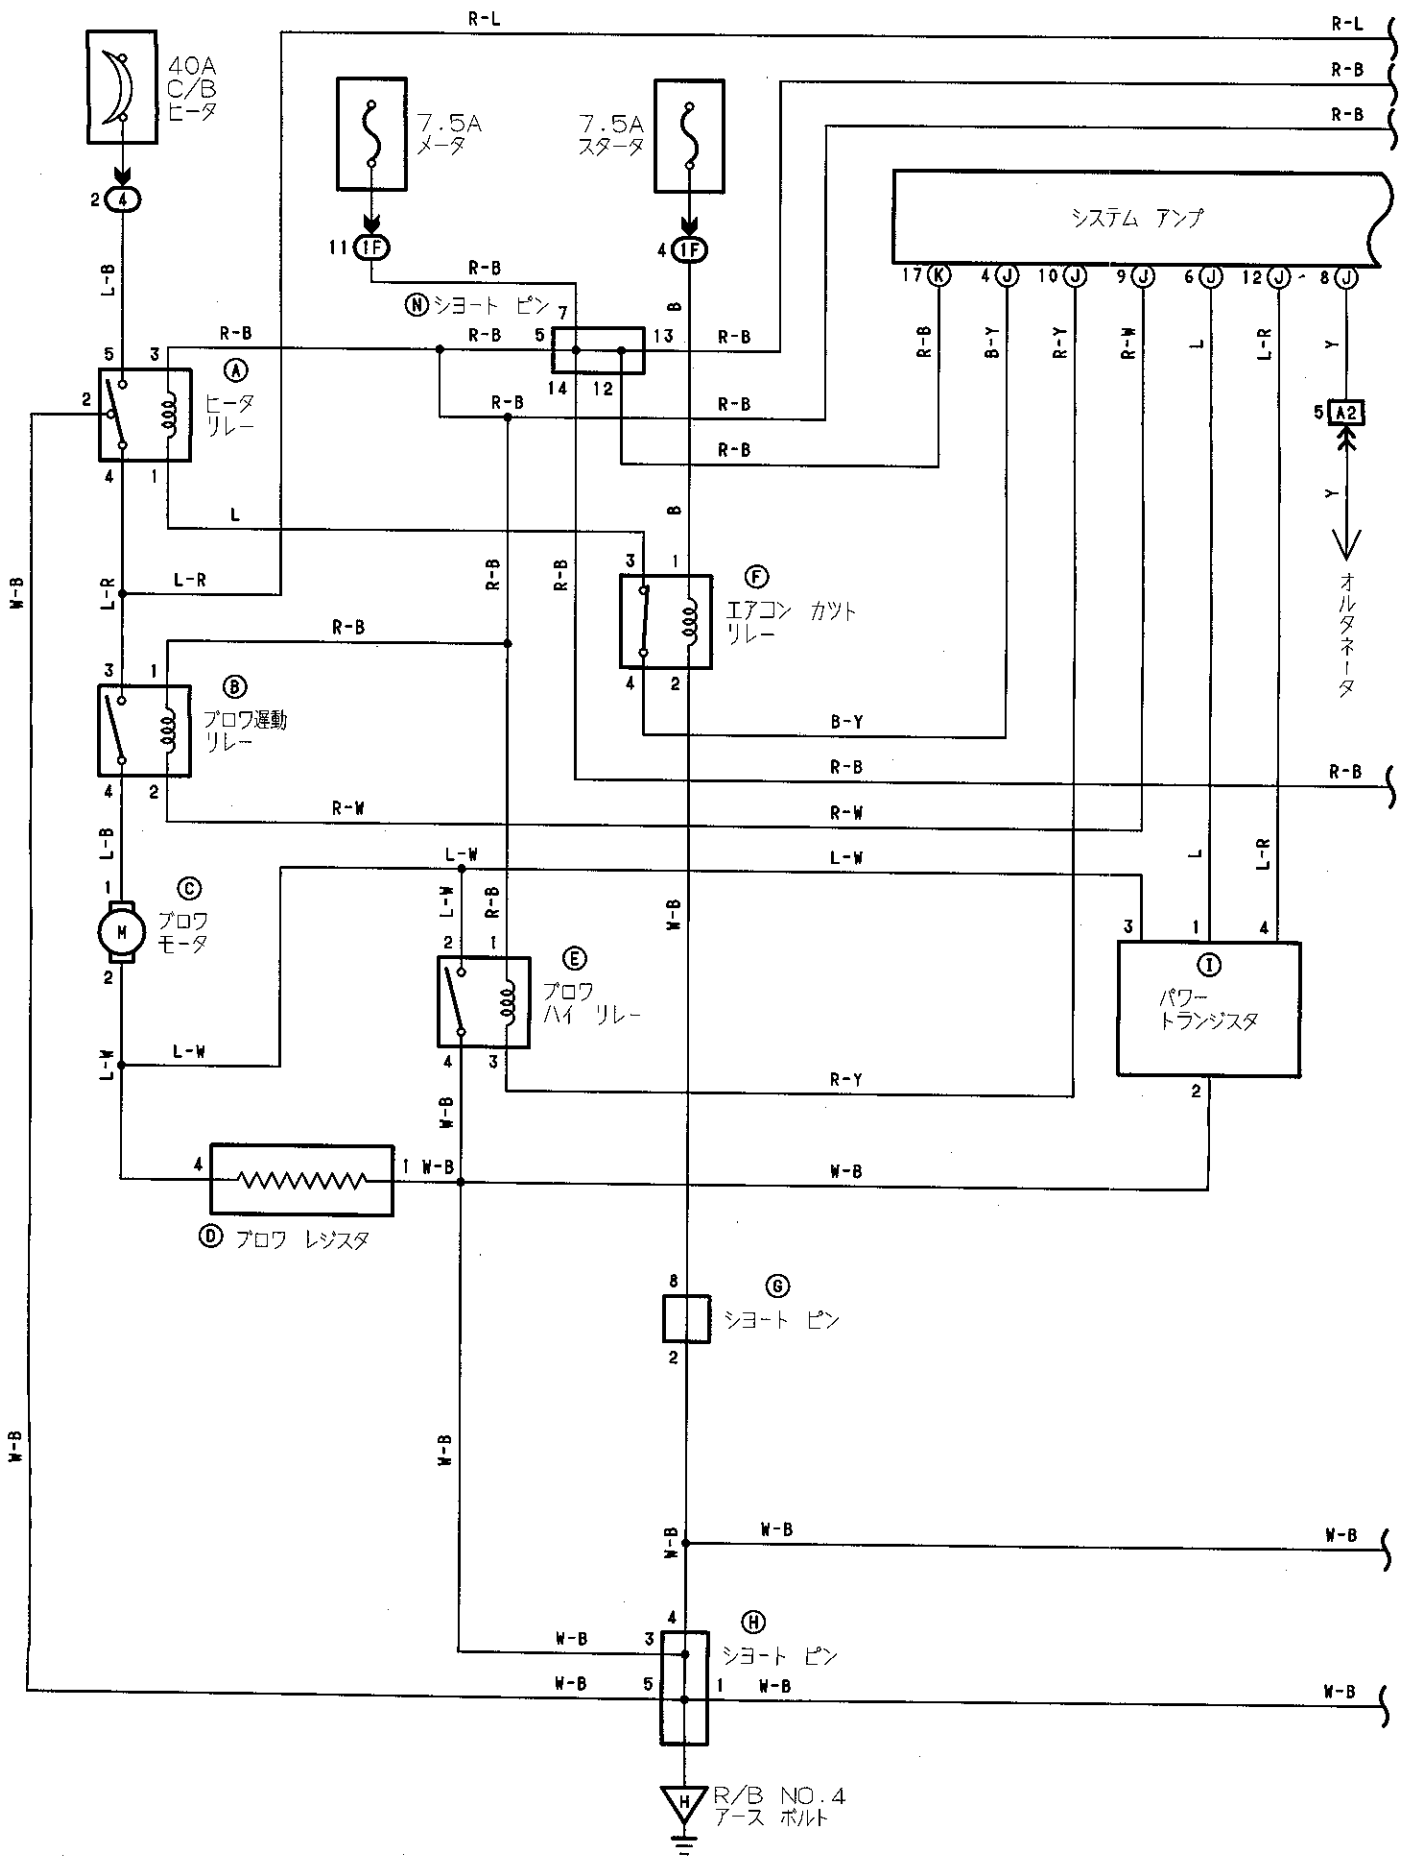 R-L
R-L
40A
C/B
ヒータ
R-B
7.5A
メータ
7.5A
スタータ
R-B
システム アンプ
2 4
11 1F
4 1F
17 K
4 J
10 J
9 J
6 J
12 J
8 J
R-B
L-B
B
N ショート ピン
7
R-B
R-B
5
13
R-B
R-B
B-Y
R-Y
R-W
L
L-R
Y
5
3
A
ヒータ
リレー
2
14
12
R-B
R-B
5 A2
R-B
4
1
Y
L
B
W-B
L-R
L-R
R-B
R-B
3
1
F
エアコン カット
リレー
オルタネータ
R-B
3
1
B
ブロワ遅動
リレー
4
2
B-Y
R-B
R-B
4
2
R-W
R-W
L-B
L-W
L-W
L
L-R
1
C
ブロワ
モータ
M
2
L-W
R-B
W-B
2
1
E
ブロワ
ハイ リレー
3
1
4
I
パワー
トランジスタ
L-W
L-W
4
3
R-Y
2
W-B
4
1
W-B
W-B
D ブロワ レジスタ
8
G
ショート ピン
2
W-B
W-B
W-B
W-B
W-B
4
H
ショート ピン
W-B
3
W-B
5
1
W-B
W-B
H
R/B NO.4
アース ボルト